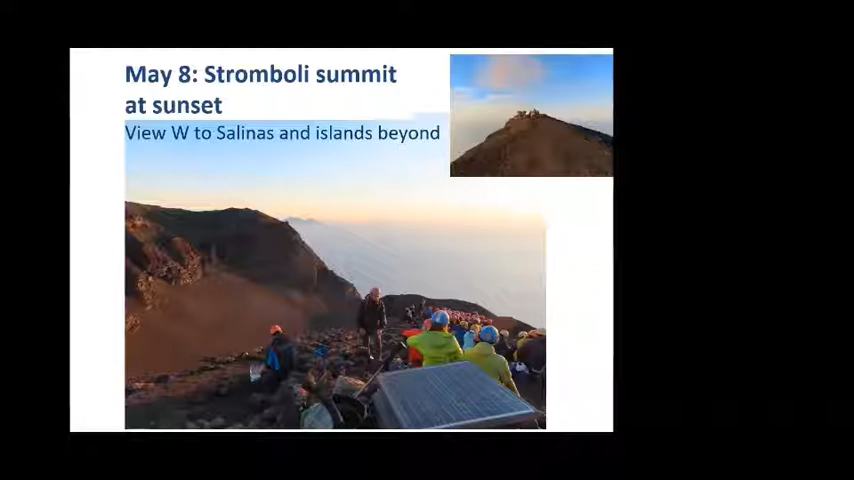 May 8: Stromboli summit
at sunset
View W to Salinas and islands beyond